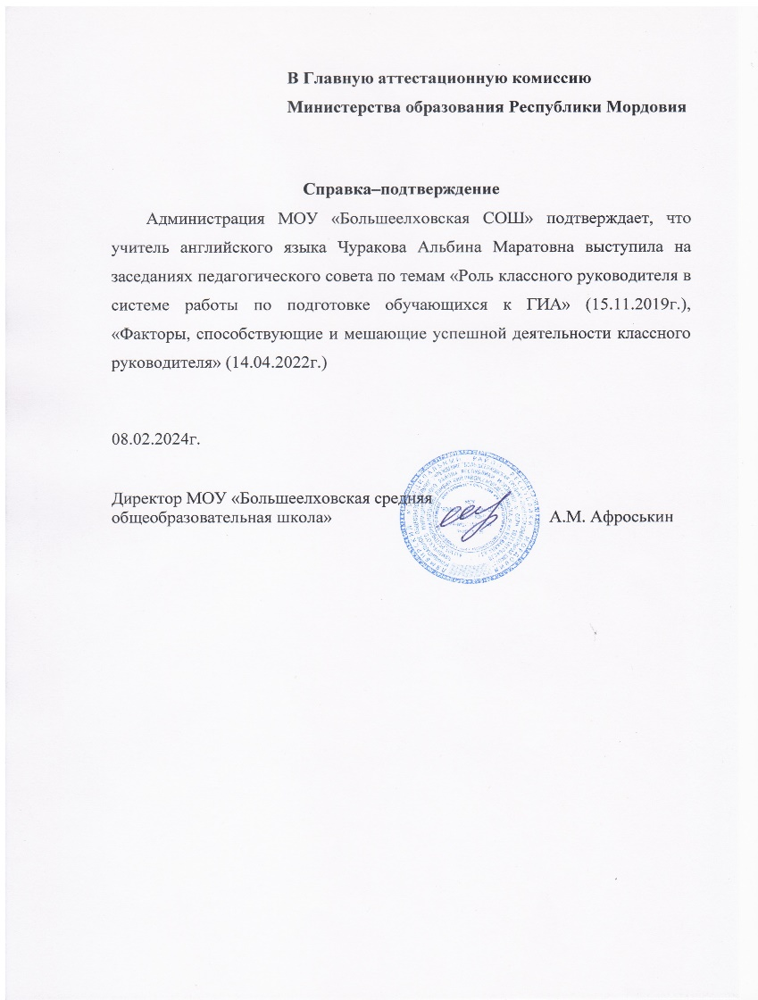 В Главную аттестационную комиссию
Министерства образования Республики Мордовия
Справка–подтверждение
Администрация МОУ «Большеелховская СОШ» подтверждает, что
учитель английского языка Чуракова Альбина Маратовна выступила на
заседаниях педагогического совета по темам «Роль классного руководителя в
системе работы по подготовке обучающихся к ГИА» (15.11.2019г.),
«Факторы, способствующие и мешающие успешной деятельности классного
руководителя» (14.04.2022г.)
08.02.2024г.
Директор МОУ «Большеелховская средняя
общеобразовательная школа» А.М. Афроськин